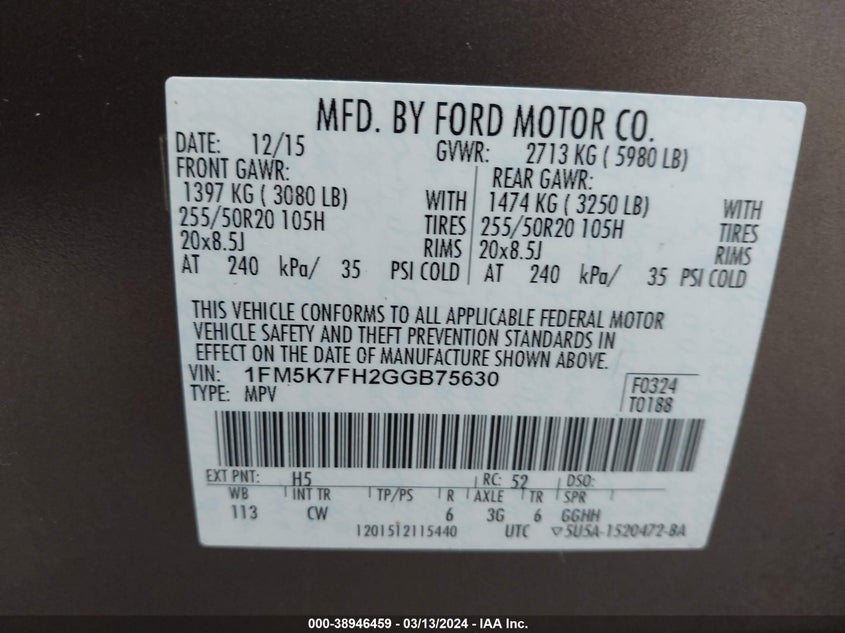 MFD. BY FORD MOTOR CO.
DATE: 12/15 GVWR: 2713 KG ( 5980 LB)
FRONT GAWR: REAR GAWR:
1397 KG ( 3080 LB) WITH 1474 KG ( 3250 LB) WITH
255/50R20 105H TIRES 255/50R20 105H TIRES
20x8.5J RIMS 20x8.5J RIMS
AT 240 kPa/ 35 PSI COLD AT 240 kPa/ 35 PSI COLD
THIS VEHICLE CONFORMS TO ALL APPLICABLE FEDERAL MOTOR
VEHICLE SAFETY AND THEFT PREVENTION STANDARDS IN
EFFECT ON THE DATE OF MANUFACTURE SHOWN ABOVE.
VIN: 1FM5K7FH2GGB75630 F0324
TYPE: MPV T0188
EXT PNT: H5 RC: 52 DSO:
WB INT TR TP/PS R AXLE TR SPR
113 CW 6 3G 6 GGHH
1201512115440 UTC ▽5U5A-1520472-BA
000-38946459 - 03/13/2024 - IAA Inc.